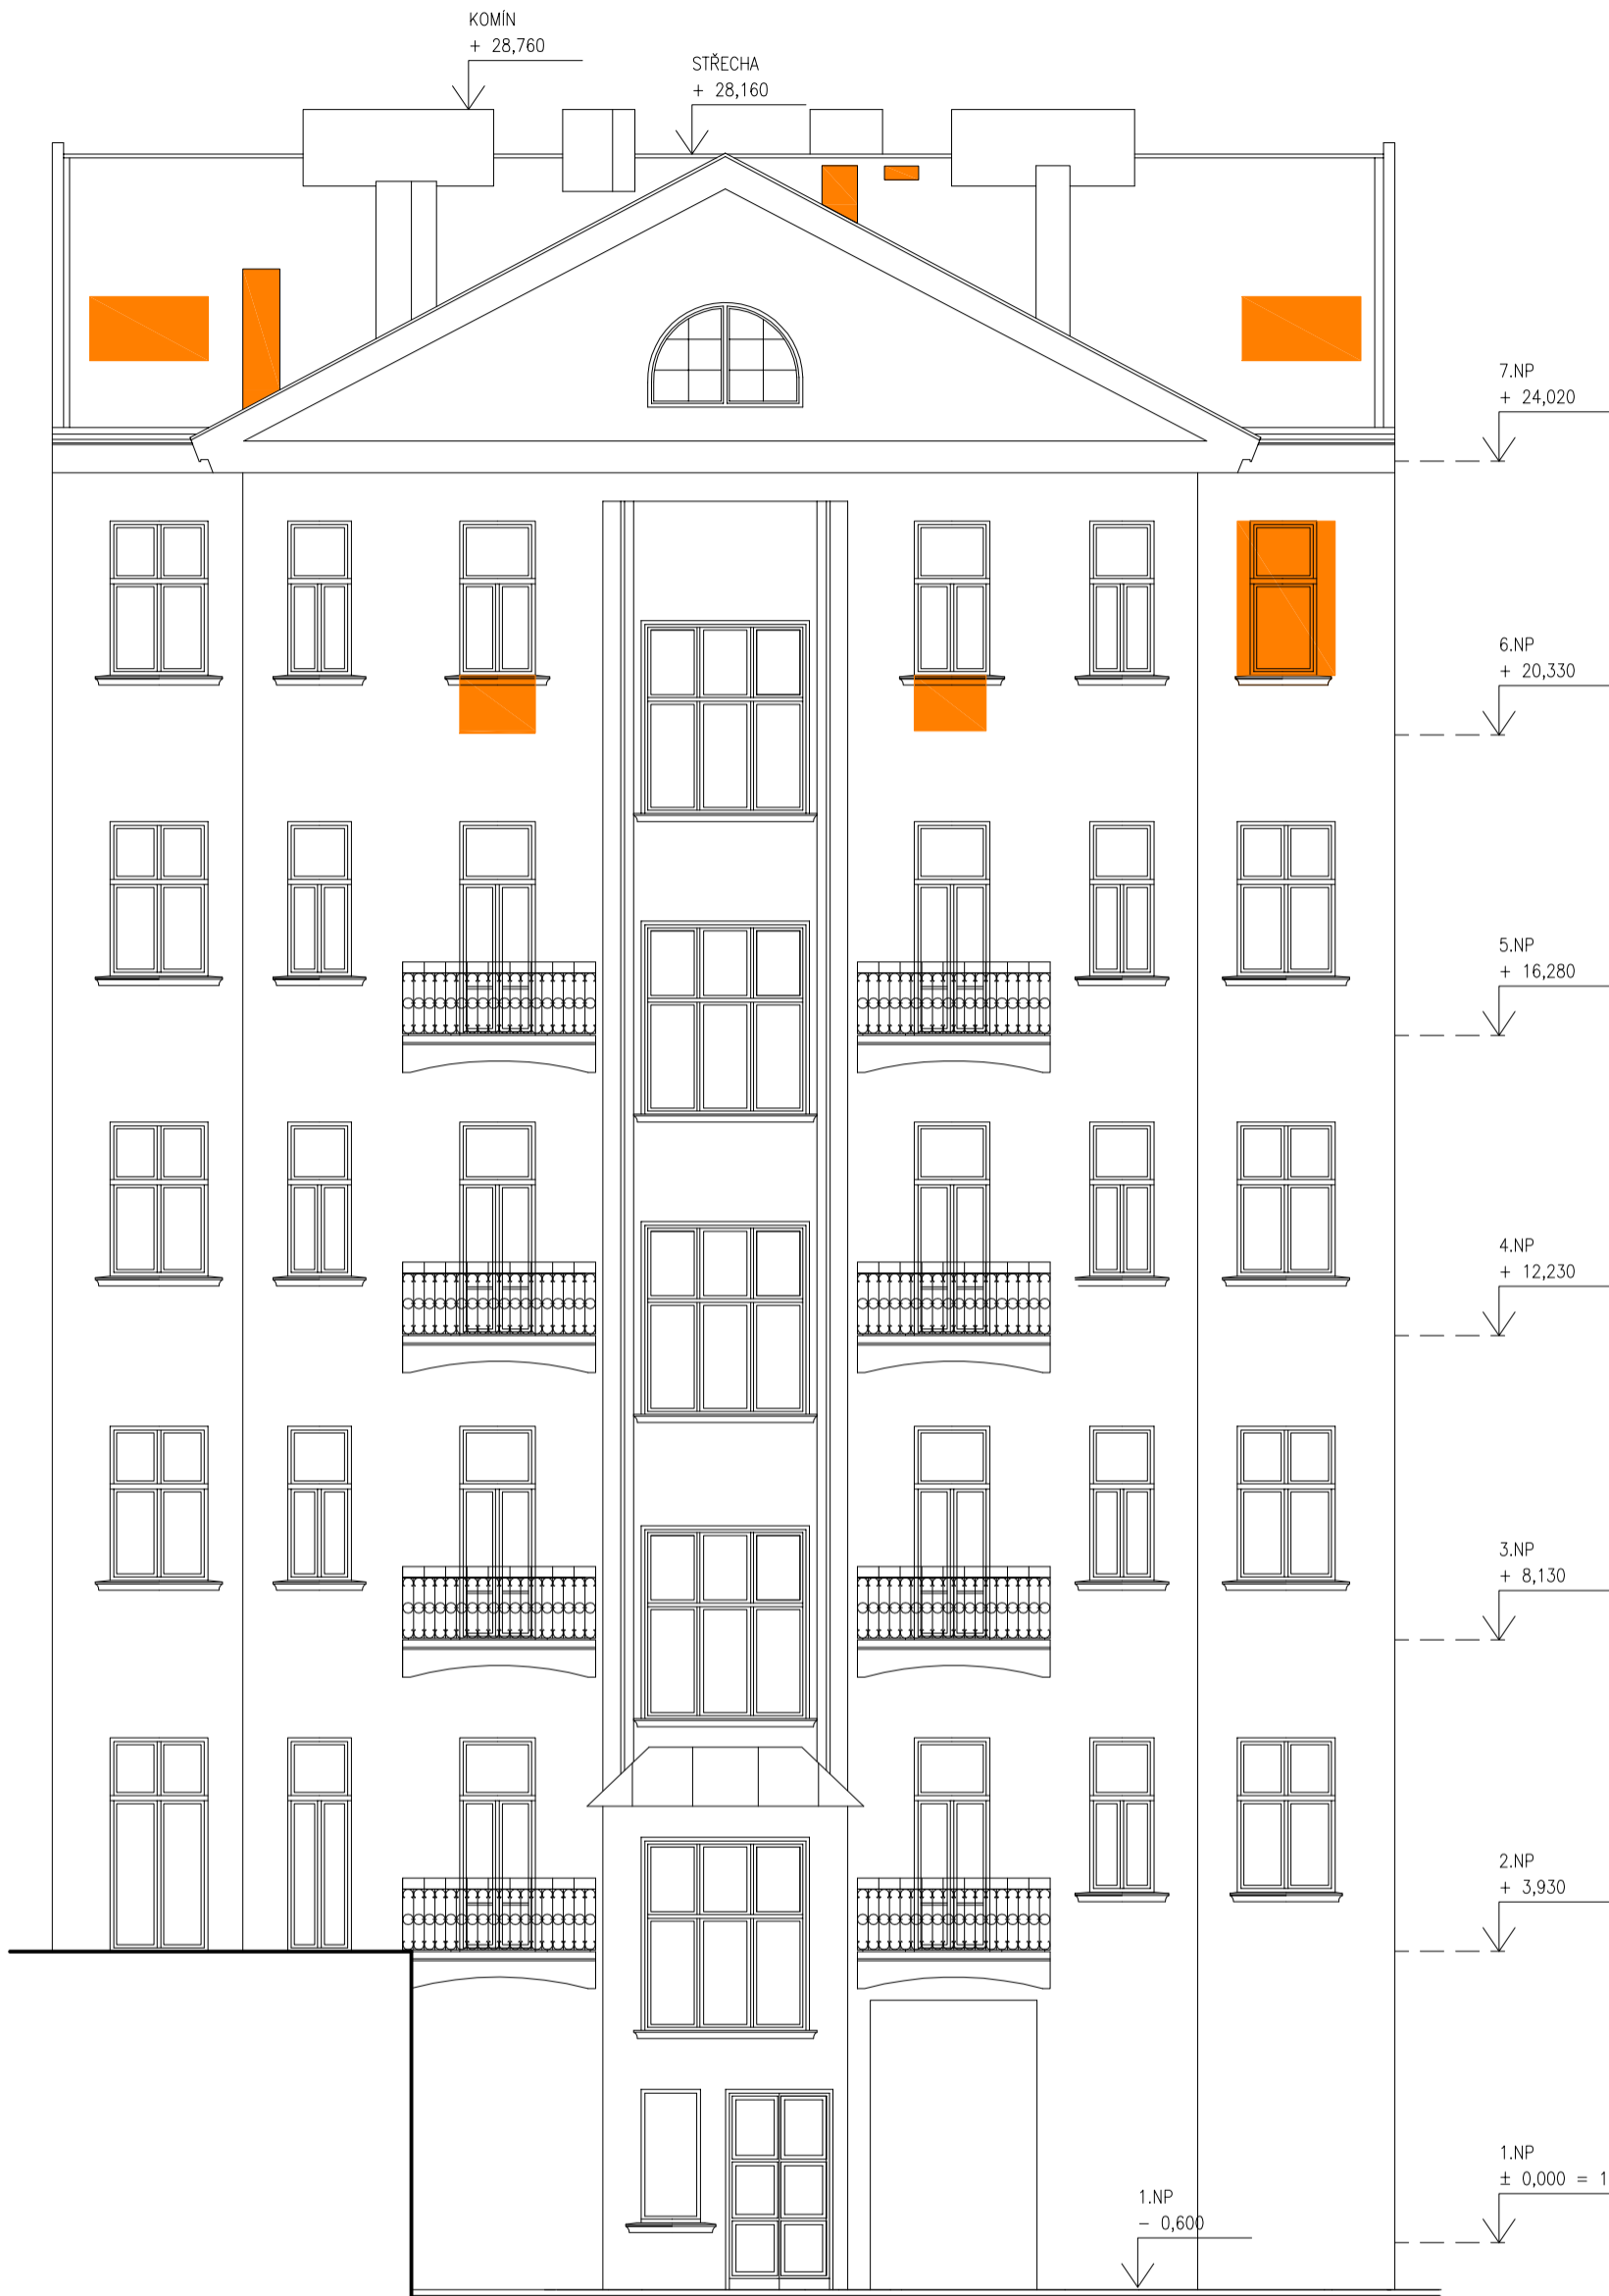 KOMÍN
+ 28,760
STŘECHA
+ 28,160
7.NP
+ 24,020
6.NP
+ 20,330
5.NP
+ 16,280
4.NP
+ 12,230
3.NP
+ 8,130
2.NP
+ 3,930
1.NP
± 0,000 = 1
1.NP
− 0,600